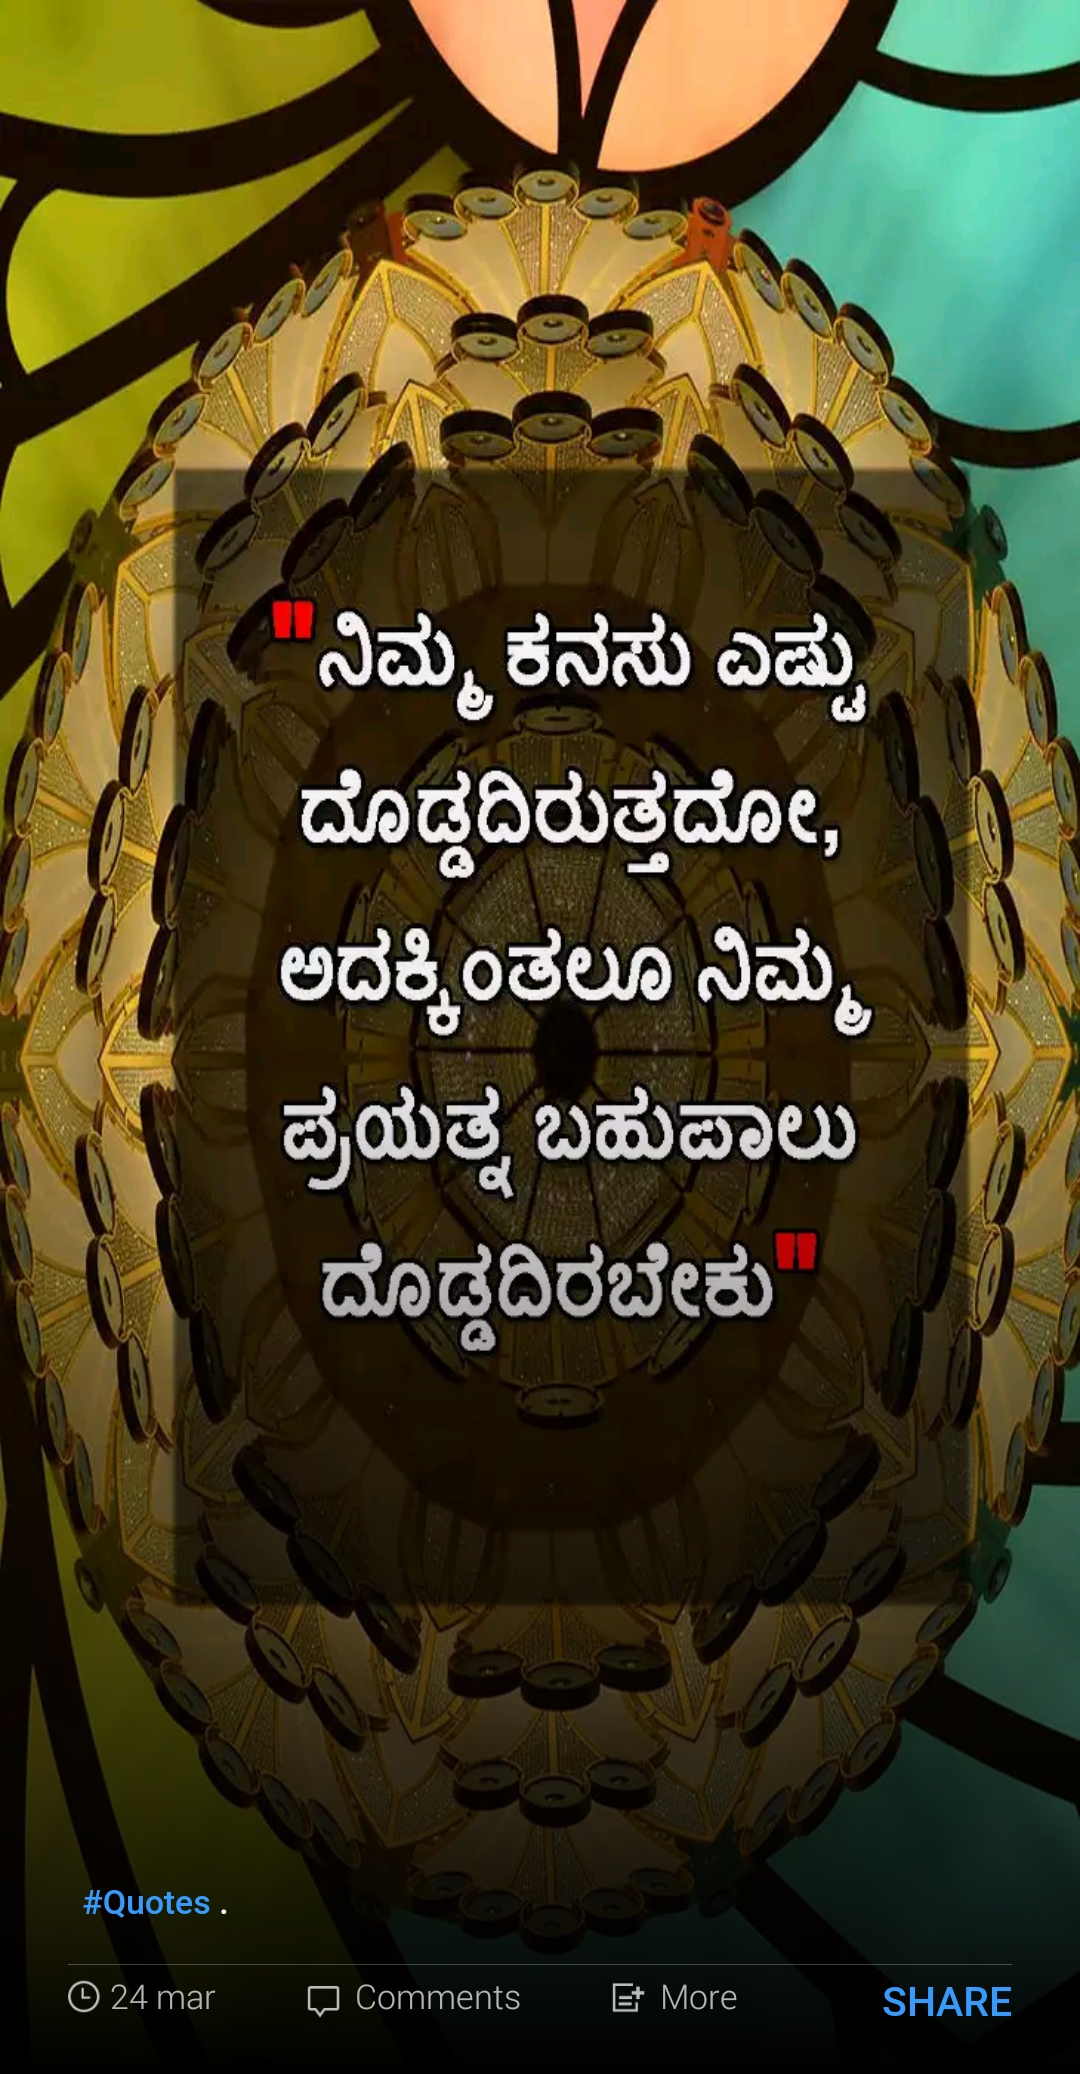 "ನಿಮ್ಮ ಕನಸು ಎಷ್ಟು
ದೊಡ್ಡದಿರುತ್ತದೋ,
ಅದಕ್ಕಿಂತಲೂ ನಿಮ್ಮ
ಪ್ರಯತ್ನ ಬಹುಪಾಲು
ದೊಡ್ಡದಿರಬೇಕು"
#Quotes .
24 mar Comments More SHARE